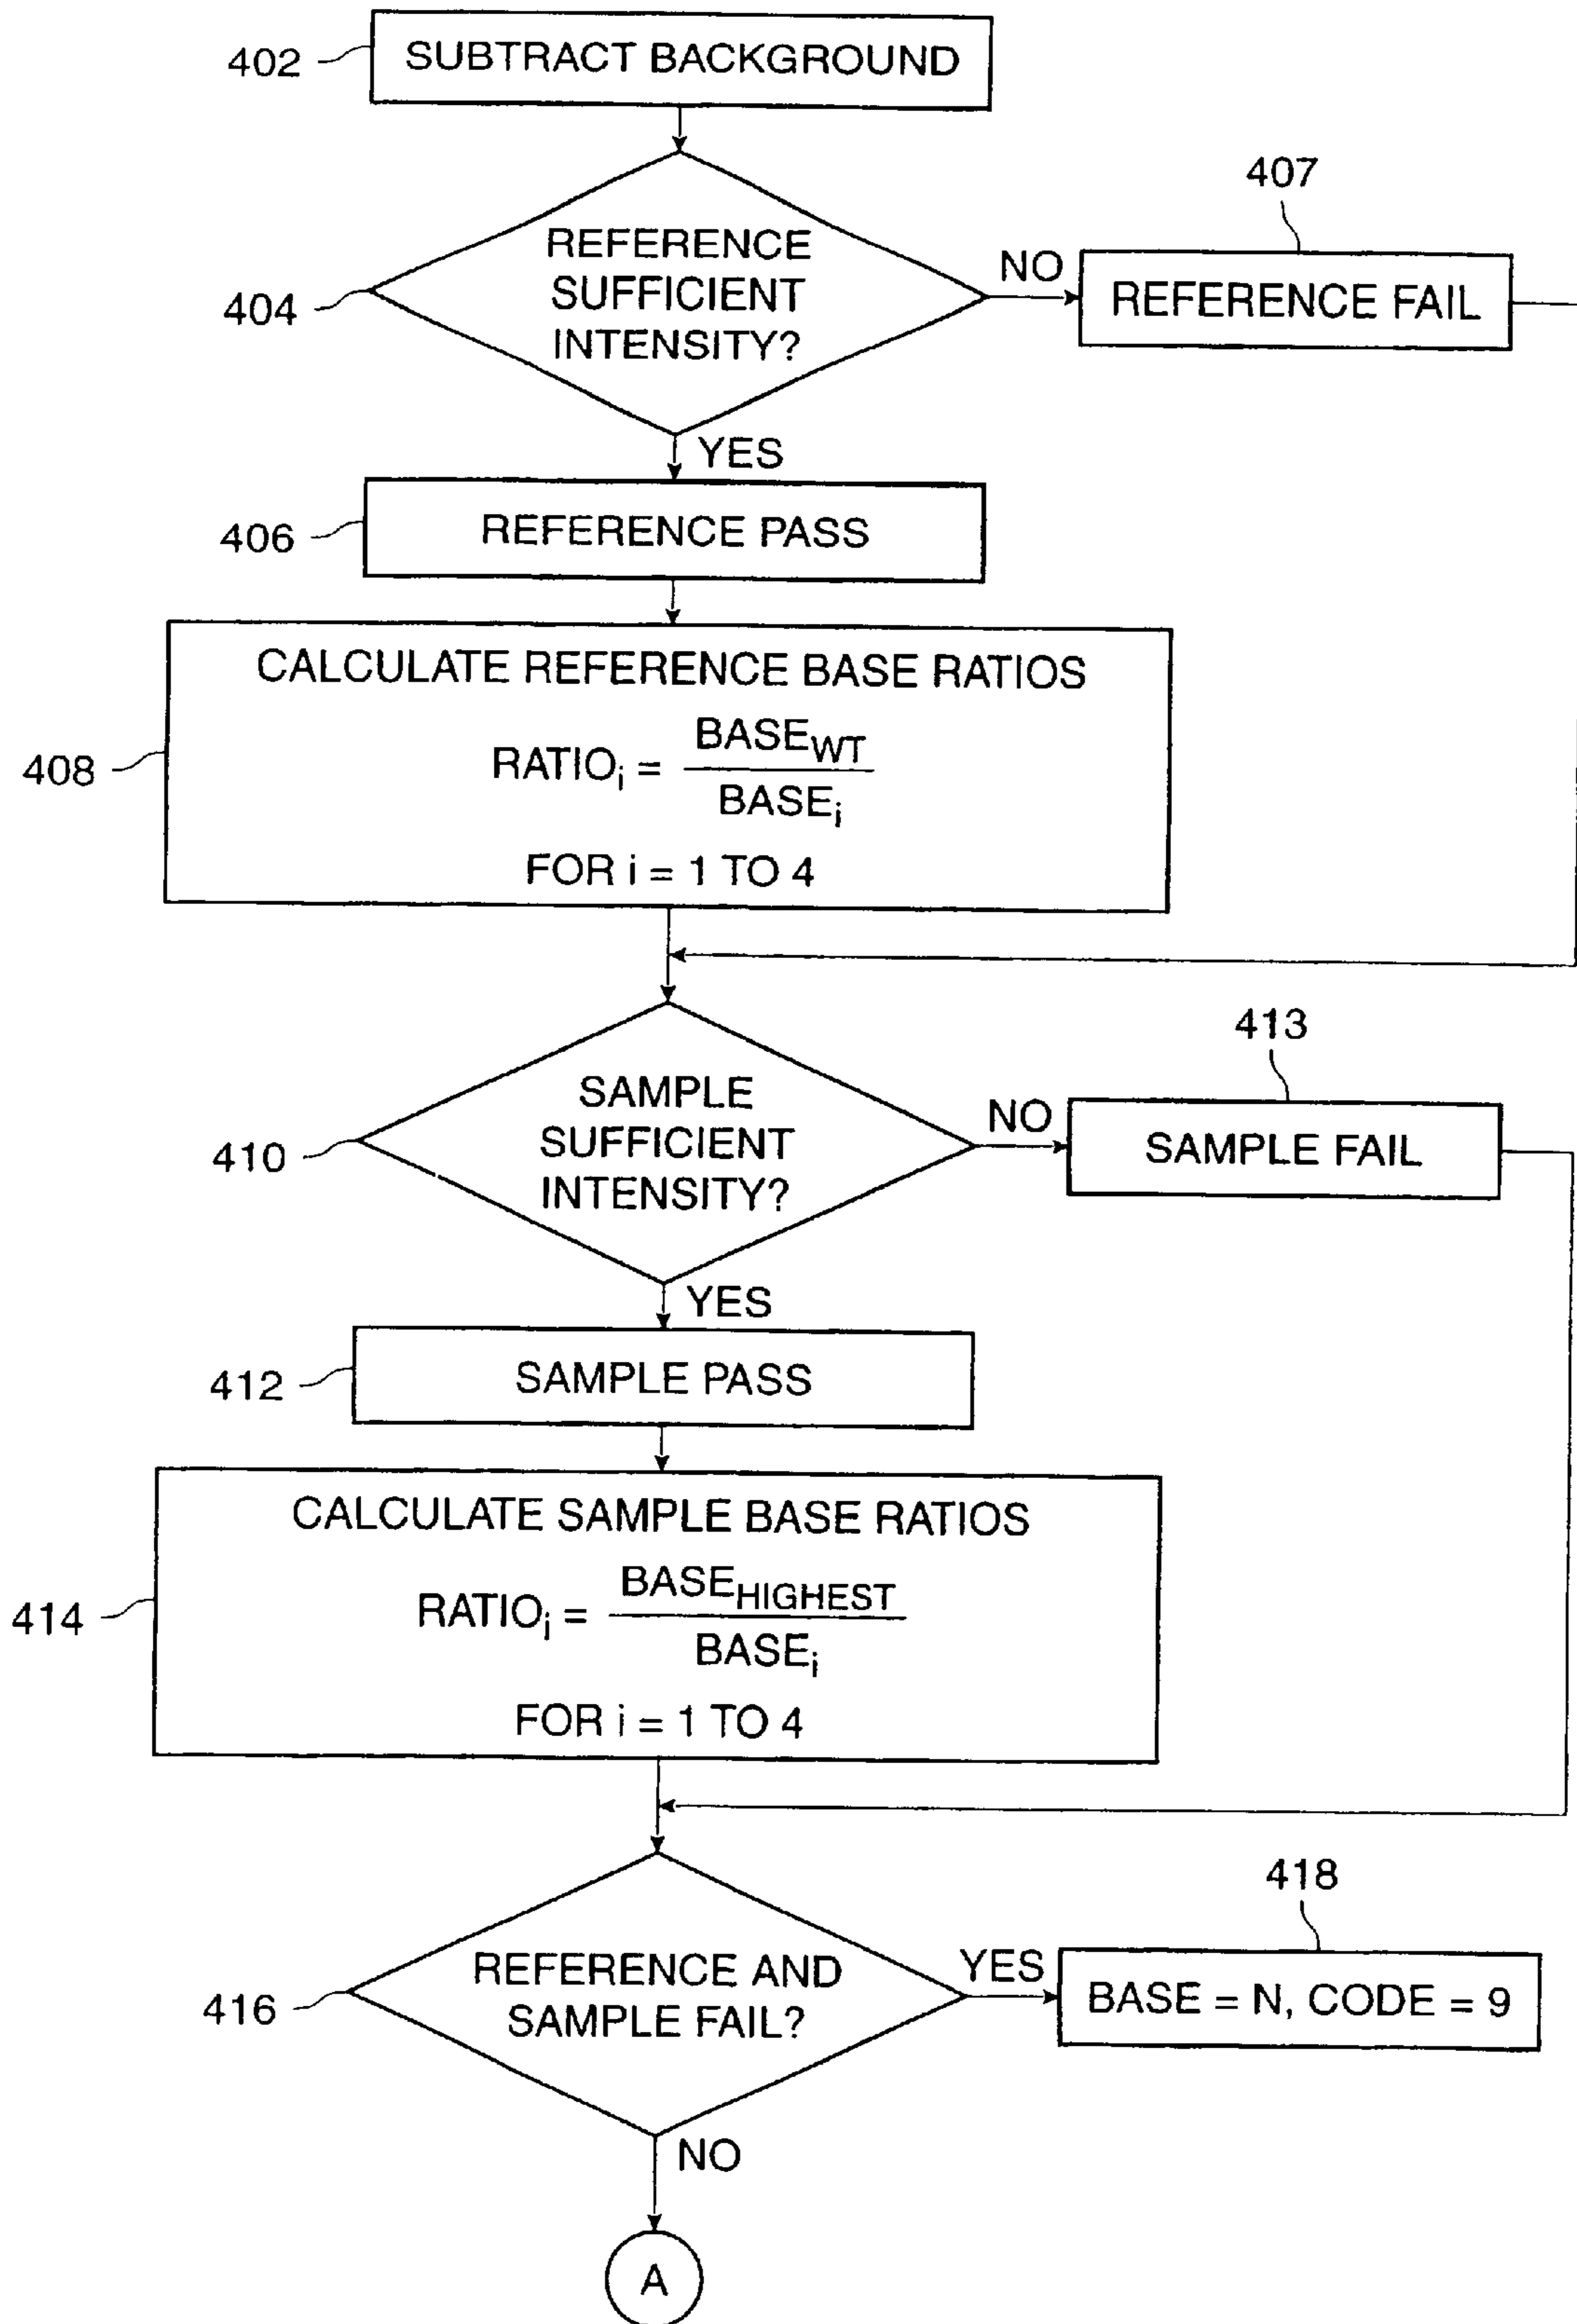 402
SUBTRACT BACKGROUND
407
404
REFERENCE
SUFFICIENT
INTENSITY?
NO
REFERENCE FAIL
YES
406
REFERENCE PASS
408
CALCULATE REFERENCE BASE RATIOS
RATIOi = BASEWT
BASEi
FOR i = 1 TO 4
413
410
SAMPLE
SUFFICIENT
INTENSITY?
NO
SAMPLE FAIL
YES
412
SAMPLE PASS
414
CALCULATE SAMPLE BASE RATIOS
RATIOi = BASEHIGHEST
BASEi
FOR i = 1 TO 4
418
416
REFERENCE AND
SAMPLE FAIL?
YES
BASE = N, CODE = 9
NO
A